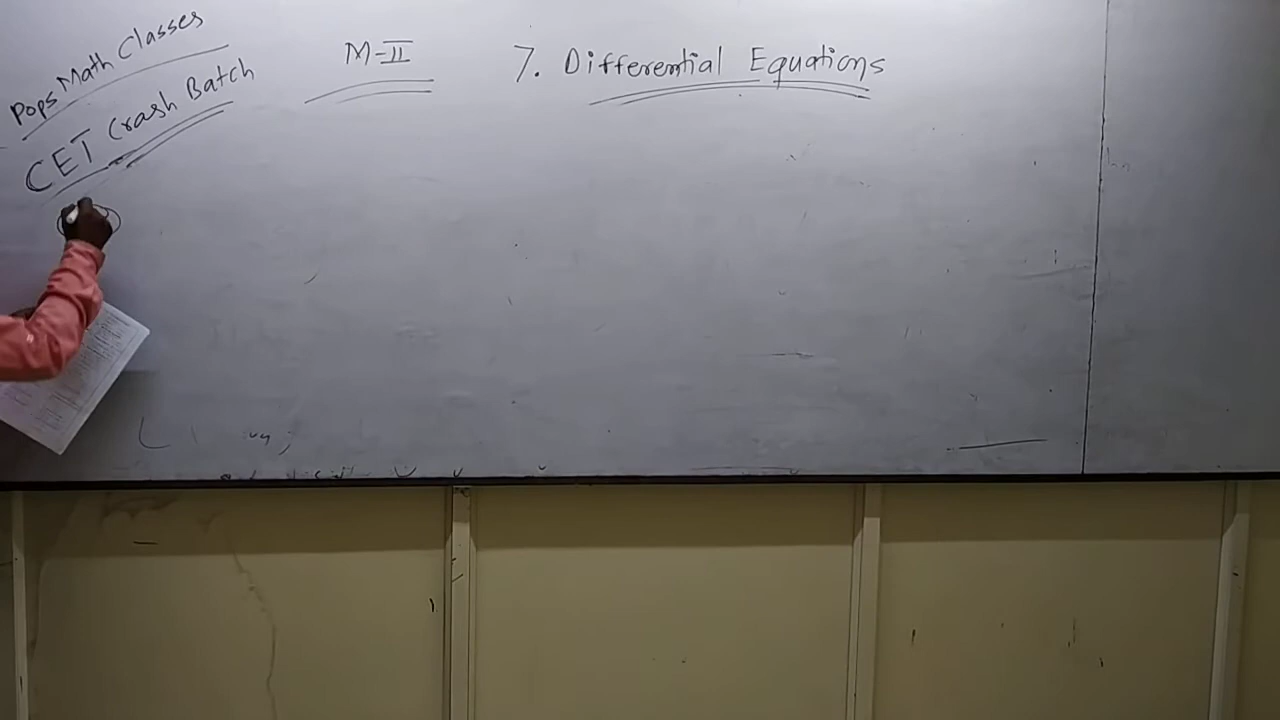 Pops Math Classes
CET Crash Batch
M-II
7. Differential Equations